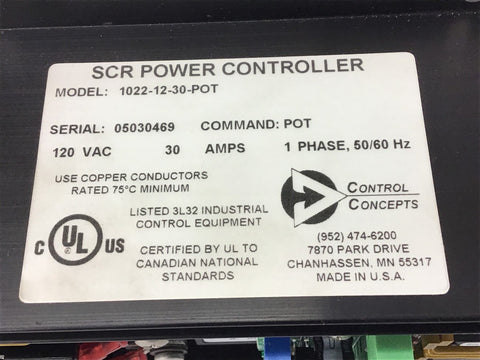 SCR POWER CONTROLLER
MODEL: 1022-12-30-POT
SERIAL: 05030469 COMMAND: POT
120 VAC 30 AMPS 1 PHASE, 50/60 Hz
USE COPPER CONDUCTORS
RATED 75°C MINIMUM
CONTROL
CONCEPTS
LISTED 3L32 INDUSTRIAL
CONTROL EQUIPMENT
C UL US
CERTIFIED BY UL TO
CANADIAN NATIONAL
STANDARDS
(952) 474-6200
7870 PARK DRIVE
CHANHASSEN, MN 55317
MADE IN U.S.A.